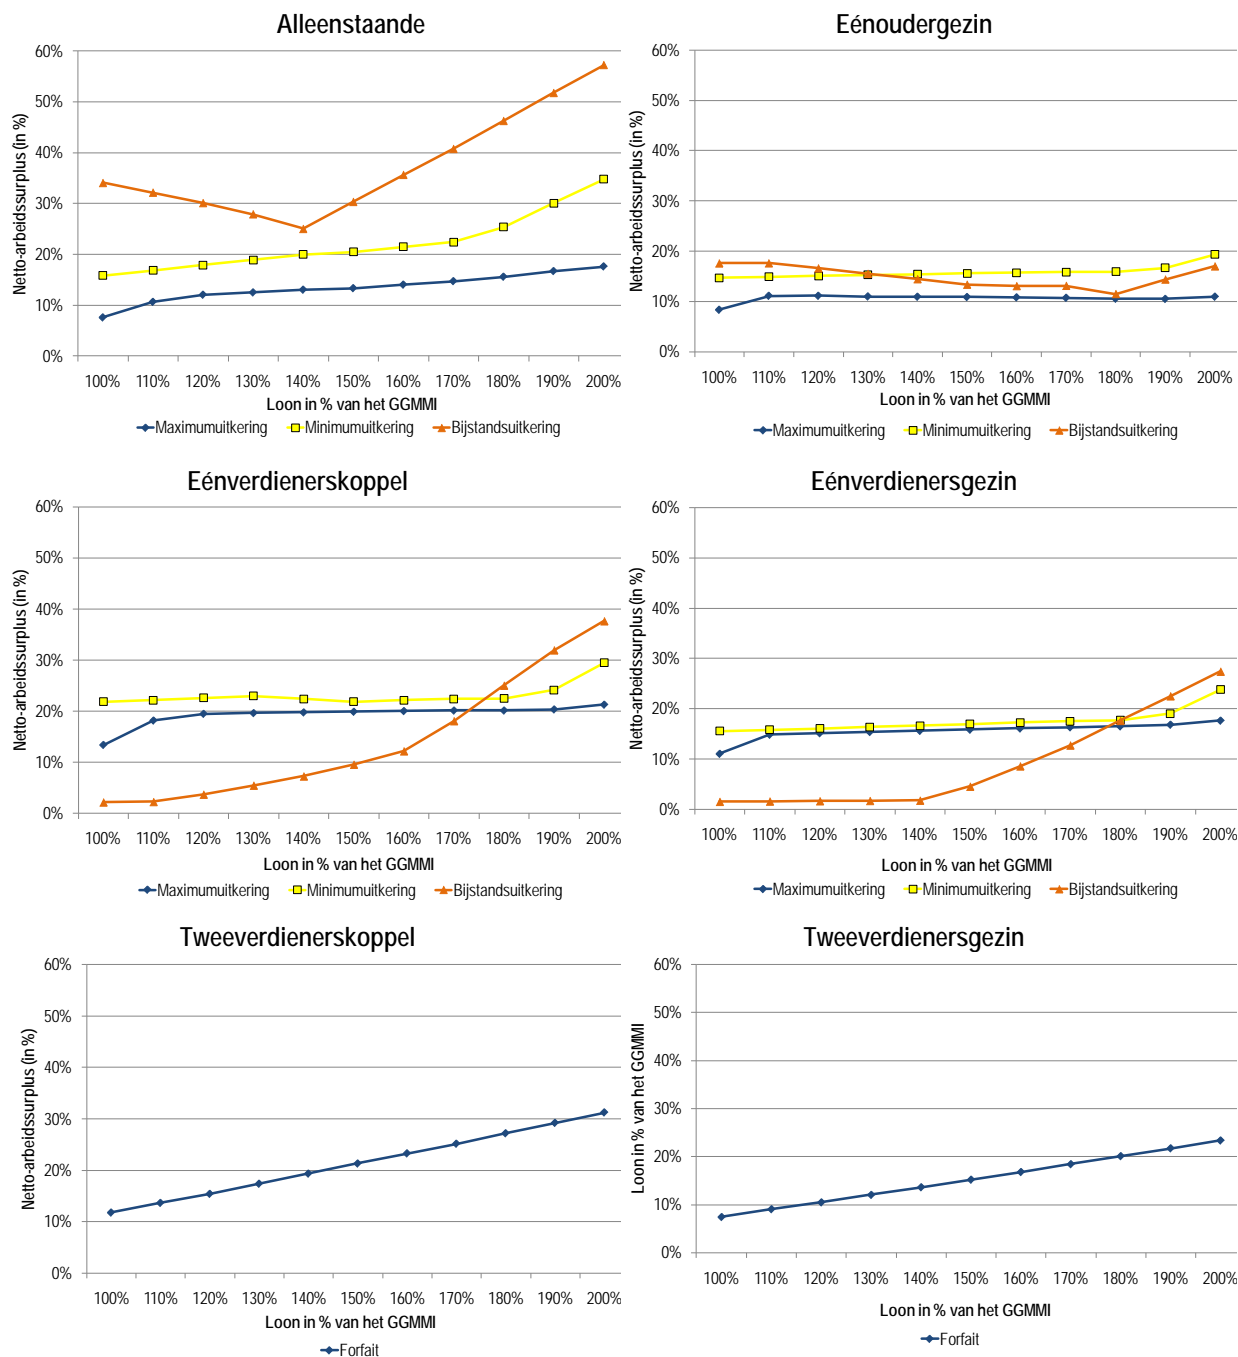 Alleenstaande
Netto-arbeidssurplus (in %)
60%
50%
40%
30%
20%
10%
0%
100% 110% 120% 130% 140% 150% 160% 170% 180% 190% 200%
Loon in % van het GGMMI
Maximumuitkering Minimumuitkering Bijstandsuitkering
Eénoudergezin
Netto-arbeidssurplus (in %)
60%
50%
40%
30%
20%
10%
0%
100% 110% 120% 130% 140% 150% 160% 170% 180% 190% 200%
Loon in % van het GGMMI
Maximumuitkering Minimumuitkering Bijstandsuitkering
Eénverdienerskoppel
Netto-arbeidssurplus (in %)
60%
50%
40%
30%
20%
10%
0%
100% 110% 120% 130% 140% 150% 160% 170% 180% 190% 200%
Loon in % van het GGMMI
Maximumuitkering Minimumuitkering Bijstandsuitkering
Eénverdienersgezin
Netto-arbeidssurplus (in %)
60%
50%
40%
30%
20%
10%
0%
100% 110% 120% 130% 140% 150% 160% 170% 180% 190% 200%
Loon in % van het GGMMI
Maximumuitkering Minimumuitkering Bijstandsuitkering
Tweeverdienerskoppel
Netto-arbeidssurplus (in %)
60%
50%
40%
30%
20%
10%
0%
100% 110% 120% 130% 140% 150% 160% 170% 180% 190% 200%
Loon in % van het GGMMI
Forfait
Tweeverdienersgezin
Loon in % van het GGMMI
60%
50%
40%
30%
20%
10%
0%
100% 110% 120% 130% 140% 150% 160% 170% 180% 190% 200%
Loon in % van het GGMMI
Forfait